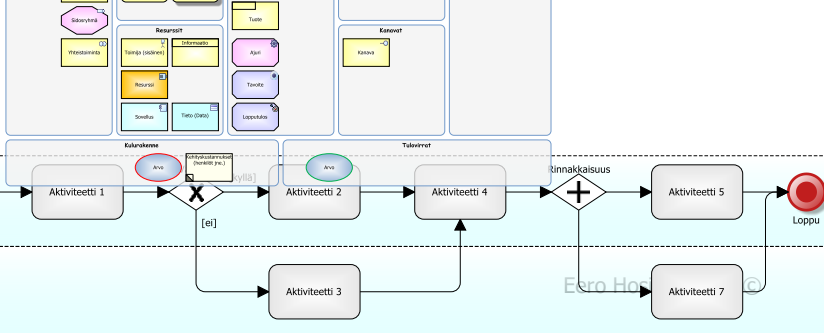 Sidosryhmä
Tuote
Resurssit
Kanavat
Yhteistoiminta
Toimija (sisäinen)
Informaatio
Ajuri
Kanava
Resurssi
Tavoite
Sovellus
Tieto (Data)
Lopputulos
Kulurakenne
Tulovirrat
Arvo
Kehityskustannukset
(henkilöt jne.)
Arvo
Rinnakkaisuus
kyllä]
Aktiviteetti 1
Aktiviteetti 2
Aktiviteetti 4
Aktiviteetti 5
Loppu
[ei]
Aktiviteetti 3
Aktiviteetti 7
Eero Hos
©